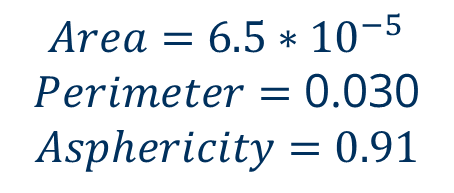 Area = 6.5 * 10⁻⁵
Perimeter = 0.030
Asphericity = 0.91